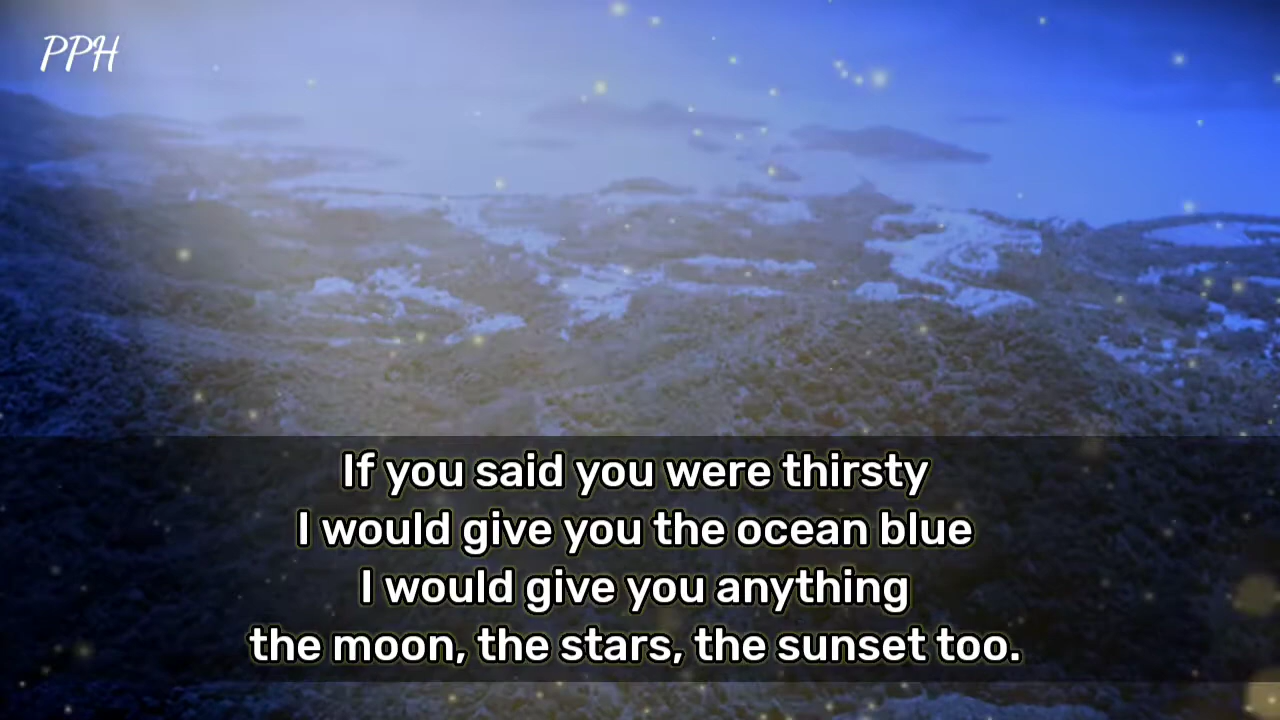 PPH
If you said you were thirsty
I would give you the ocean blue
I would give you anything
the moon, the stars, the sunset too.